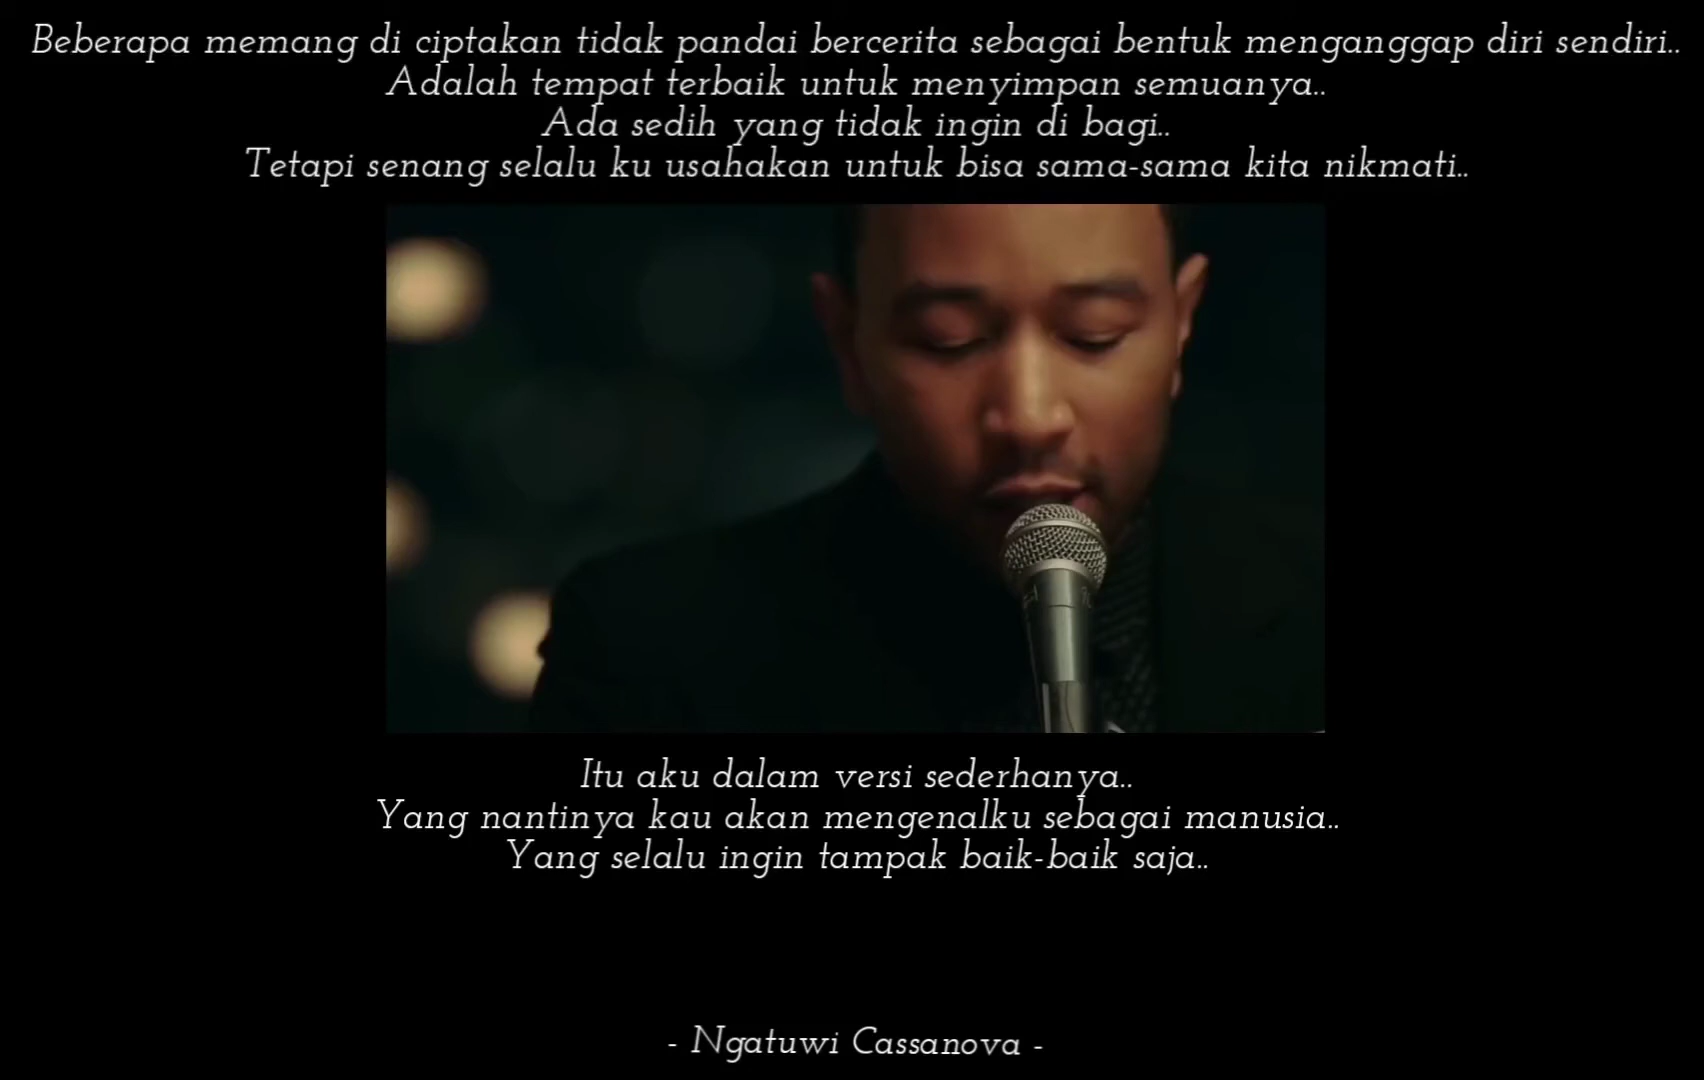 Beberapa memang di ciptakan tidak pandai bercerita sebagai bentuk menganggap diri sendiri..
Adalah tempat terbaik untuk menyimpan semuanya..
Ada sedih yang tidak ingin di bagi..
Tetapi senang selalu ku usahakan untuk bisa sama-sama kita nikmati..
Itu aku dalam versi sederhanya..
Yang nantinya kau akan mengenalku sebagai manusia..
Yang selalu ingin tampak baik-baik saja..
- Ngatuwi Cassanova -